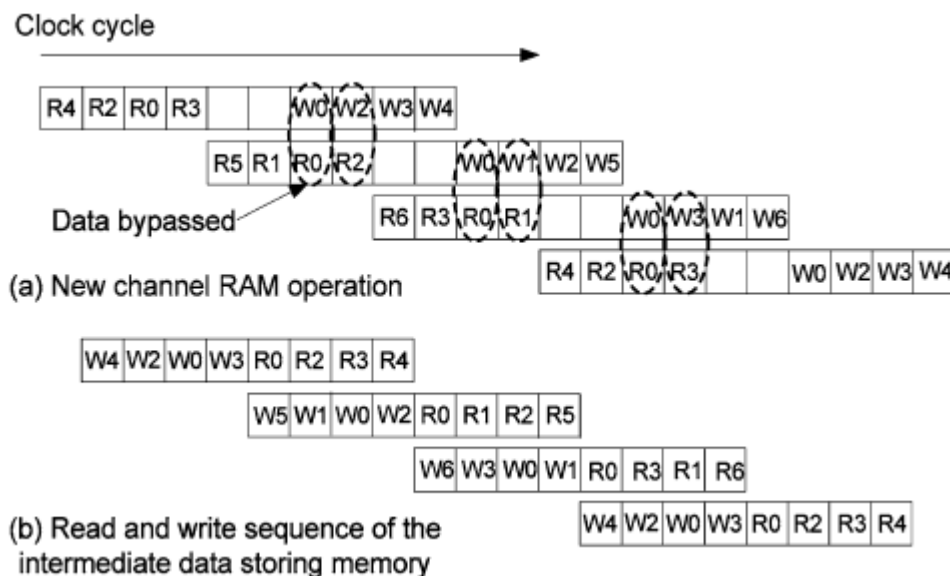 Clock cycle
R4 R2 R0 R3 W0 W2 W3 W4
R5 R1 R0 R2 W0 W1 W2 W5
Data bypassed
R6 R3 R0 R1 W0 W3 W1 W6
R4 R2 R0 R3 W0 W2 W3 W4
(a) New channel RAM operation
W4 W2 W0 W3 R0 R2 R3 R4
W5 W1 W0 W2 R0 R1 R2 R5
W6 W3 W0 W1 R0 R3 R1 R6
W4 W2 W0 W3 R0 R2 R3 R4
(b) Read and write sequence of the
intermediate data storing memory